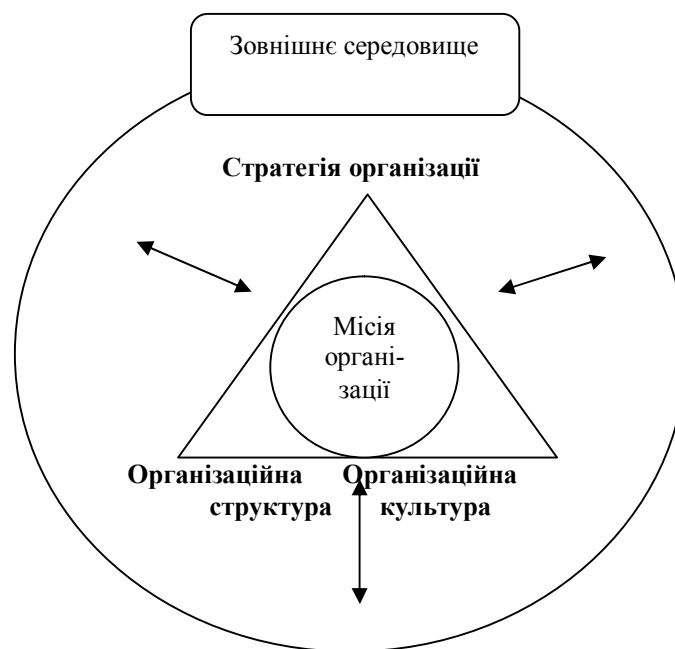 Зовнішнє середовище
Стратегія організації
Місія
органі-
зації
Організаційна
структура
Організаційна
культура